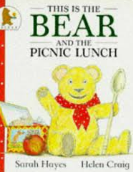 THIS IS THE
BEAR
AND THE
PICNIC LUNCH
Sarah Hayes Helen Craig